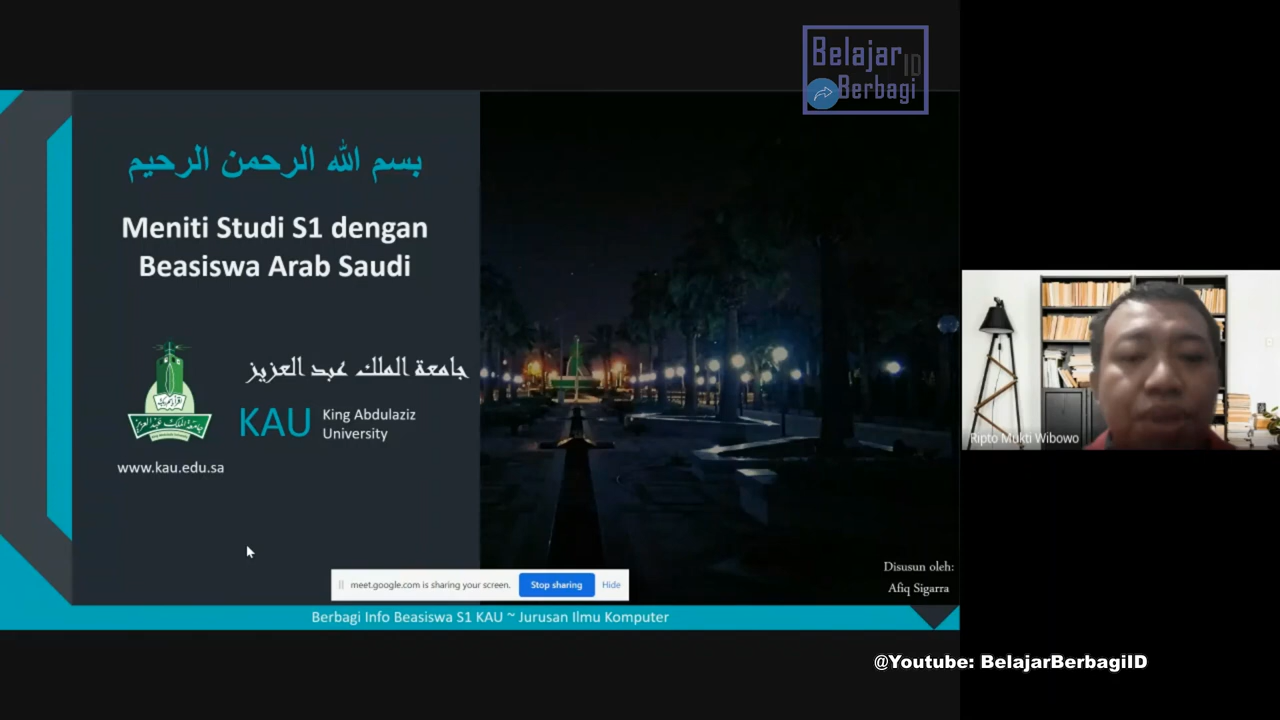 Belajar
ID
Berbagi
بسم الله الرحمن الرحيم
Meniti Studi S1 dengan
Beasiswa Arab Saudi
جامعة الملك عبد العزيز
KAU
King Abdulaziz
University
www.kau.edu.sa
Ripto Mukti Wibowo
Disusun oleh:
Afiq Sigarra
meet.google.com is sharing your screen.
Stop sharing
Hide
Berbagi Info Beasiswa S1 KAU ~ Jurusan Ilmu Komputer
@Youtube: BelajarBerbagiID